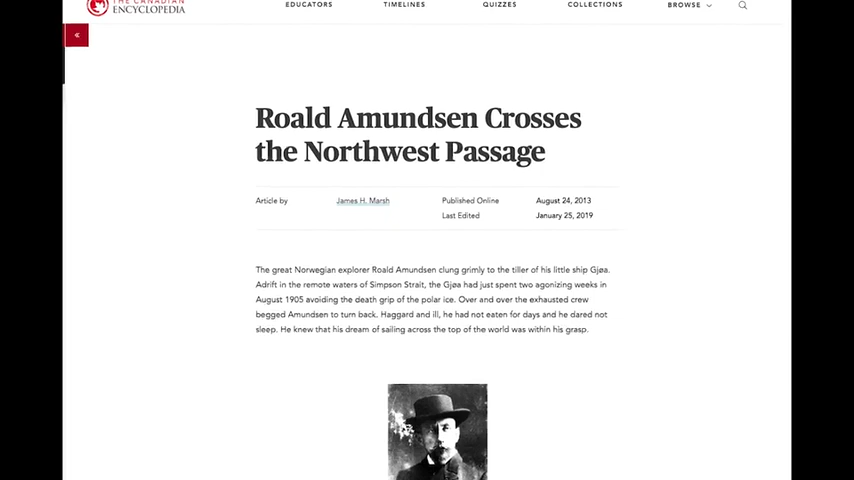 THE CANADIAN
ENCYCLOPEDIA
EDUCATORS
TIMELINES
QUIZZES
COLLECTIONS
BROWSE
«
Roald Amundsen Crosses
the Northwest Passage
Article by James H. Marsh Published Online August 24, 2013
Last Edited January 25, 2019
The great Norwegian explorer Roald Amundsen clung grimly to the tiller of his little ship Gjøa.
Adrift in the remote waters of Simpson Strait, the Gjøa had just spent two agonizing weeks in
August 1905 avoiding the death grip of the polar ice. Over and over the exhausted crew
begged Amundsen to turn back. Haggard and ill, he had not eaten for days and he dared not
sleep. He knew that his dream of sailing across the top of the world was within his grasp.